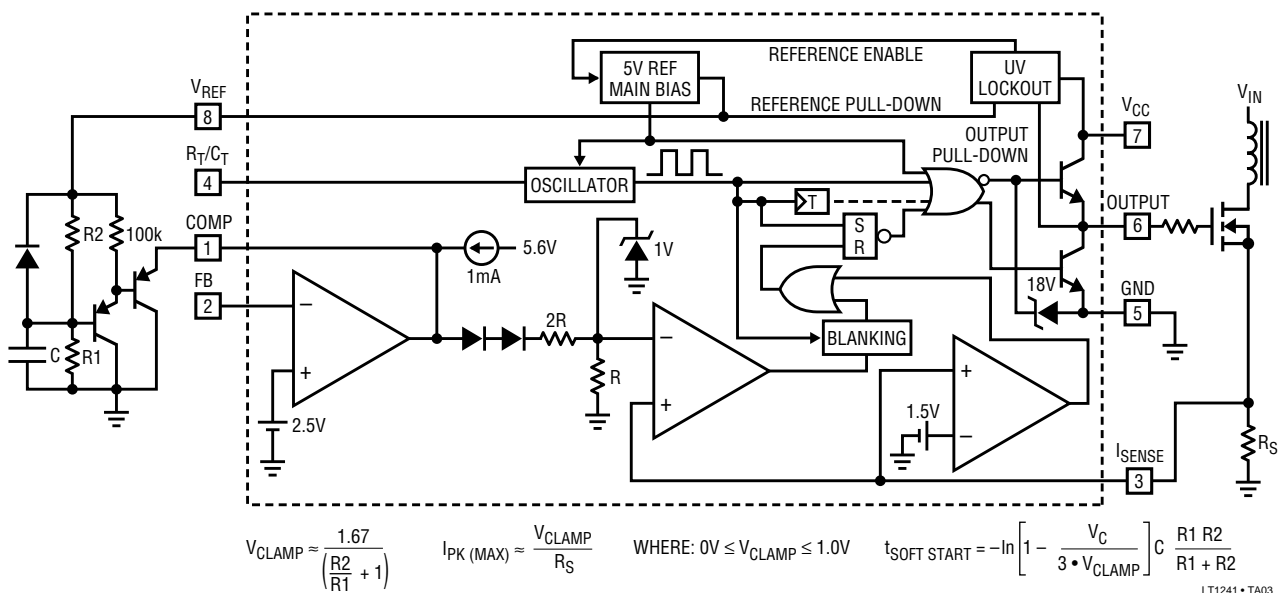 REFERENCE ENABLE
5V REF
MAIN BIAS
UV
LOCKOUT
REFERENCE PULL-DOWN
V_REF
8
V_IN
V_CC
7
R_T/C_T
4
OSCILLATOR
OUTPUT
PULL-DOWN
T
OUTPUT
6
COMP
1
R2
100k
5.6V
1mA
1V
S
R
FB
2
−
+
2.5V
2R
R
−
+
BLANKING
18V
GND
5
C
R1
1.5V
+
−
I_SENSE
3
R_S
V_CLAMP ≈ 1.67 / (R2/R1 + 1)
I_PK (MAX) ≈ V_CLAMP / R_S
WHERE: 0V ≤ V_CLAMP ≤ 1.0V
t_SOFT START = −ln[1 − V_C / 3 • V_CLAMP] C R1 R2 / R1 + R2
LT1241 • TA03